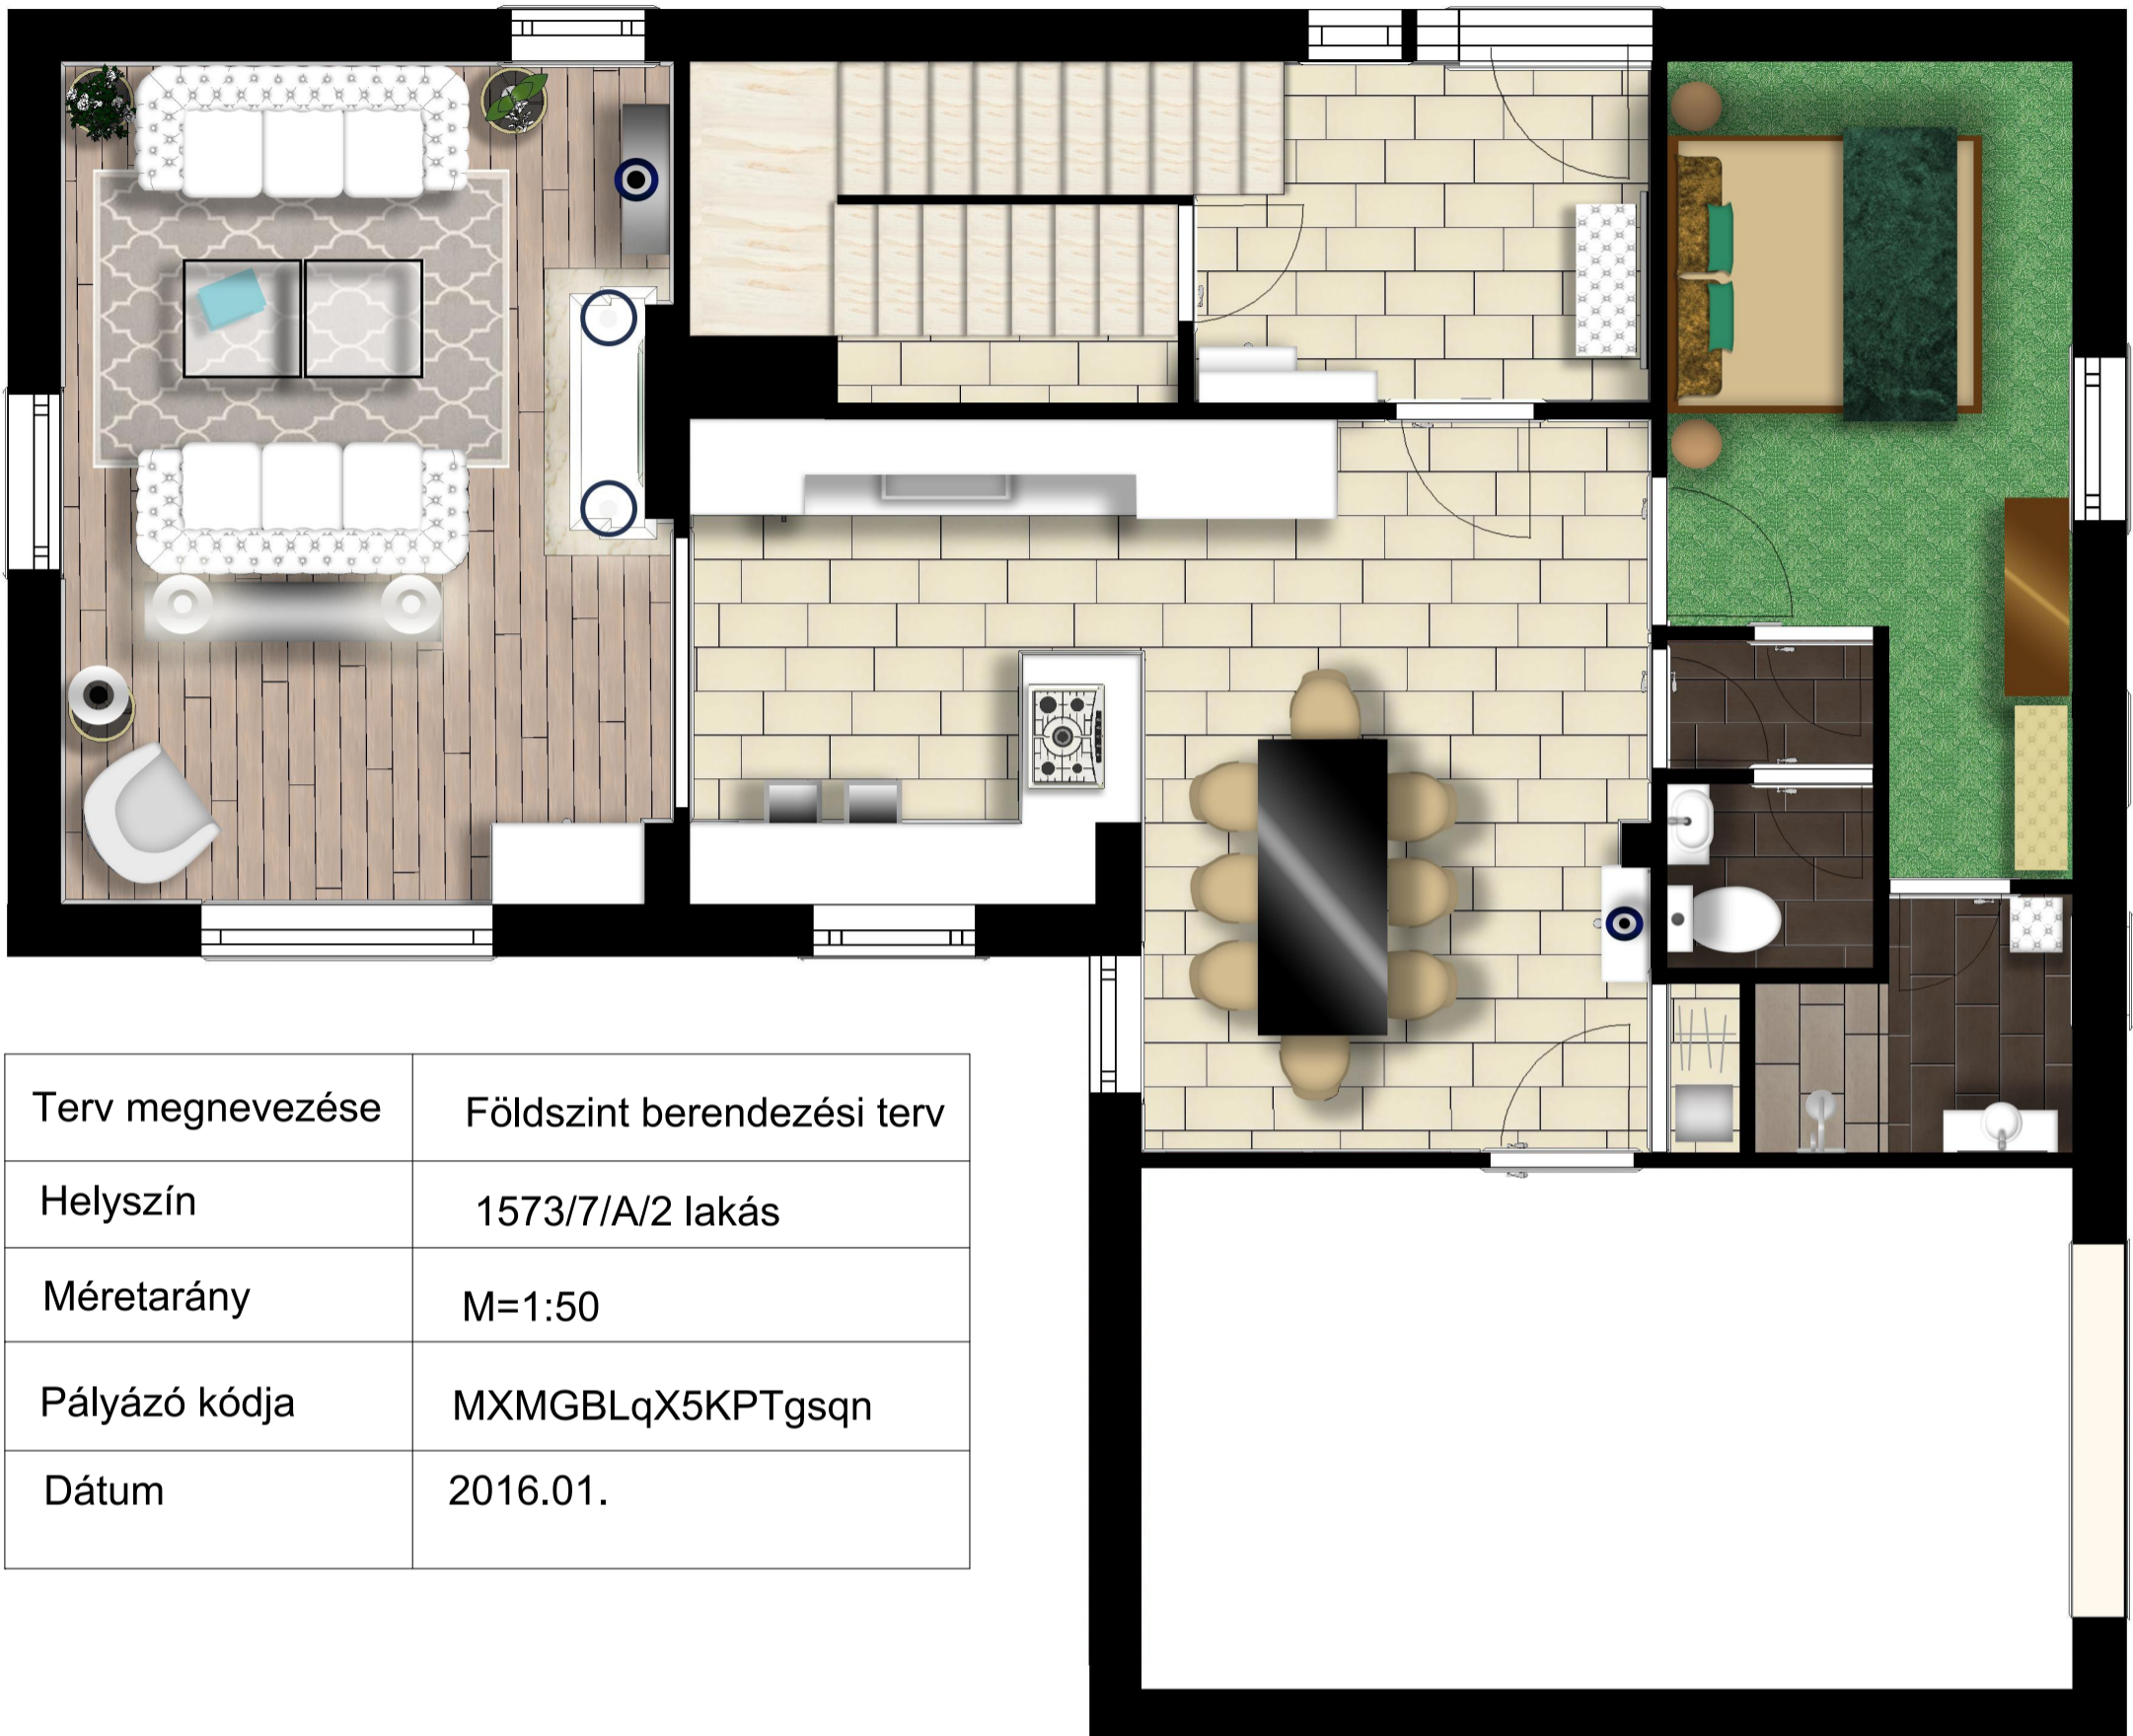 Terv megnevezése
Földszint berendezési terv
Helyszín
1573/7/A/2 lakás
Méretarány
M=1:50
Pályázó kódja
MXMGBLqX5KPTgsqn
Dátum
2016.01.